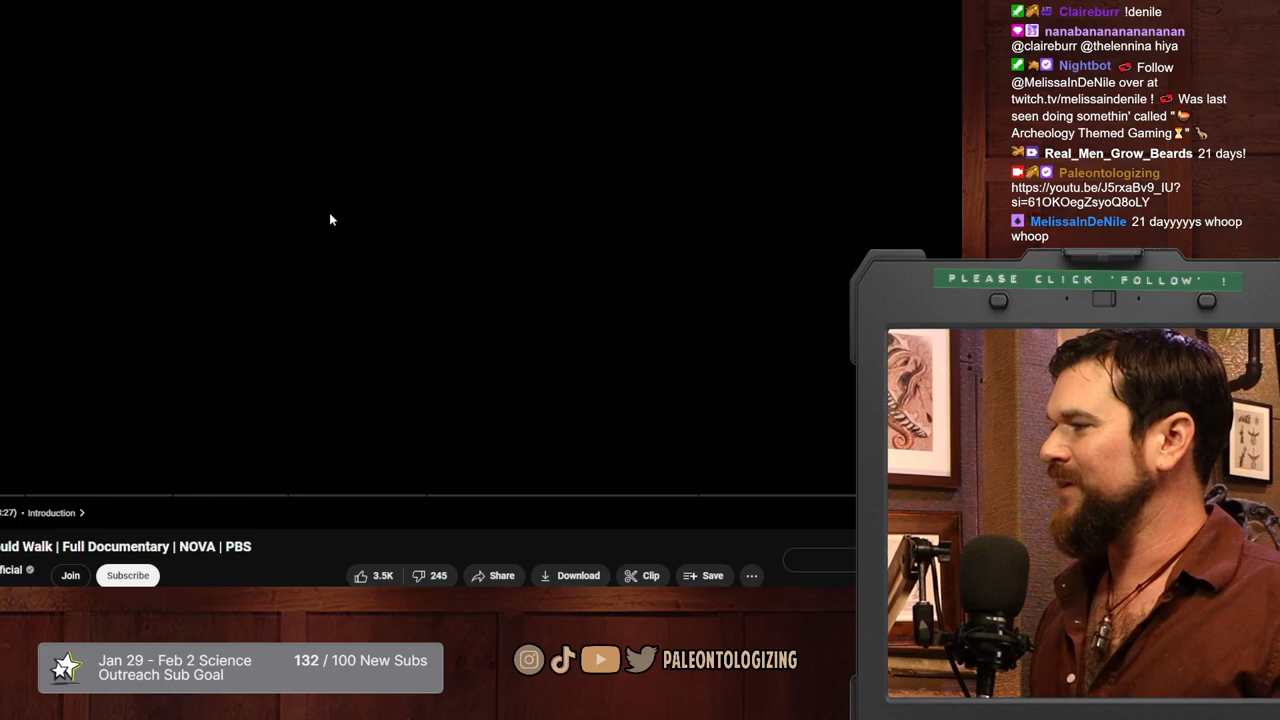 Claireburr !denile
nanabanananananan
@claireburr @thelennina hiya
Nightbot Follow
@MelissaInDeNile over at
twitch.tv/melissaindenile ! Was last
seen doing somethin' called "
Archeology Themed Gaming "
Real_Men_Grow_Beards 21 days!
Paleontologizing
https://youtu.be/J5rxaBv9_IU?
si=61OKOegZsyoQ8oLY
MelissaInDeNile 21 dayyyyys whoop
whoop
PLEASE CLICK 'FOLLOW' !
:27) • Introduction
uld Walk | Full Documentary | NOVA | PBS
ficial
Join Subscribe 3.5K 245 Share Download Clip Save
Jan 29 - Feb 2 Science 132 / 100 New Subs
Outreach Sub Goal
PALEONTOLOGIZING